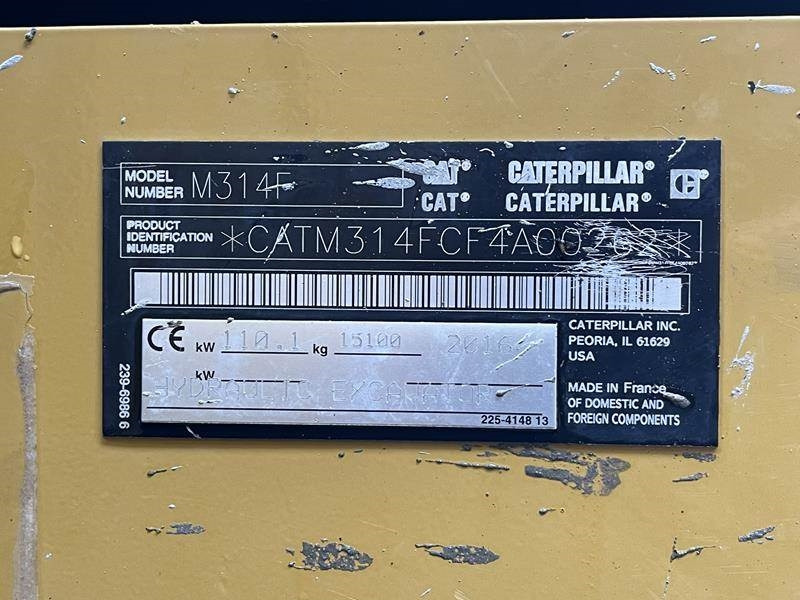 MODEL
NUMBER M314F
CAT® CATERPILLAR®
CAT® CATERPILLAR® C®
PRODUCT
IDENTIFICATION
NUMBER
CE kW 110.1 kg 15100 2016
kW
HYDRAULIC EXCAVATOR
225-4148 13
239-6986 6
CATERPILLAR INC.
PEORIA, IL 61629
USA
MADE IN France
OF DOMESTIC AND
FOREIGN COMPONENTS